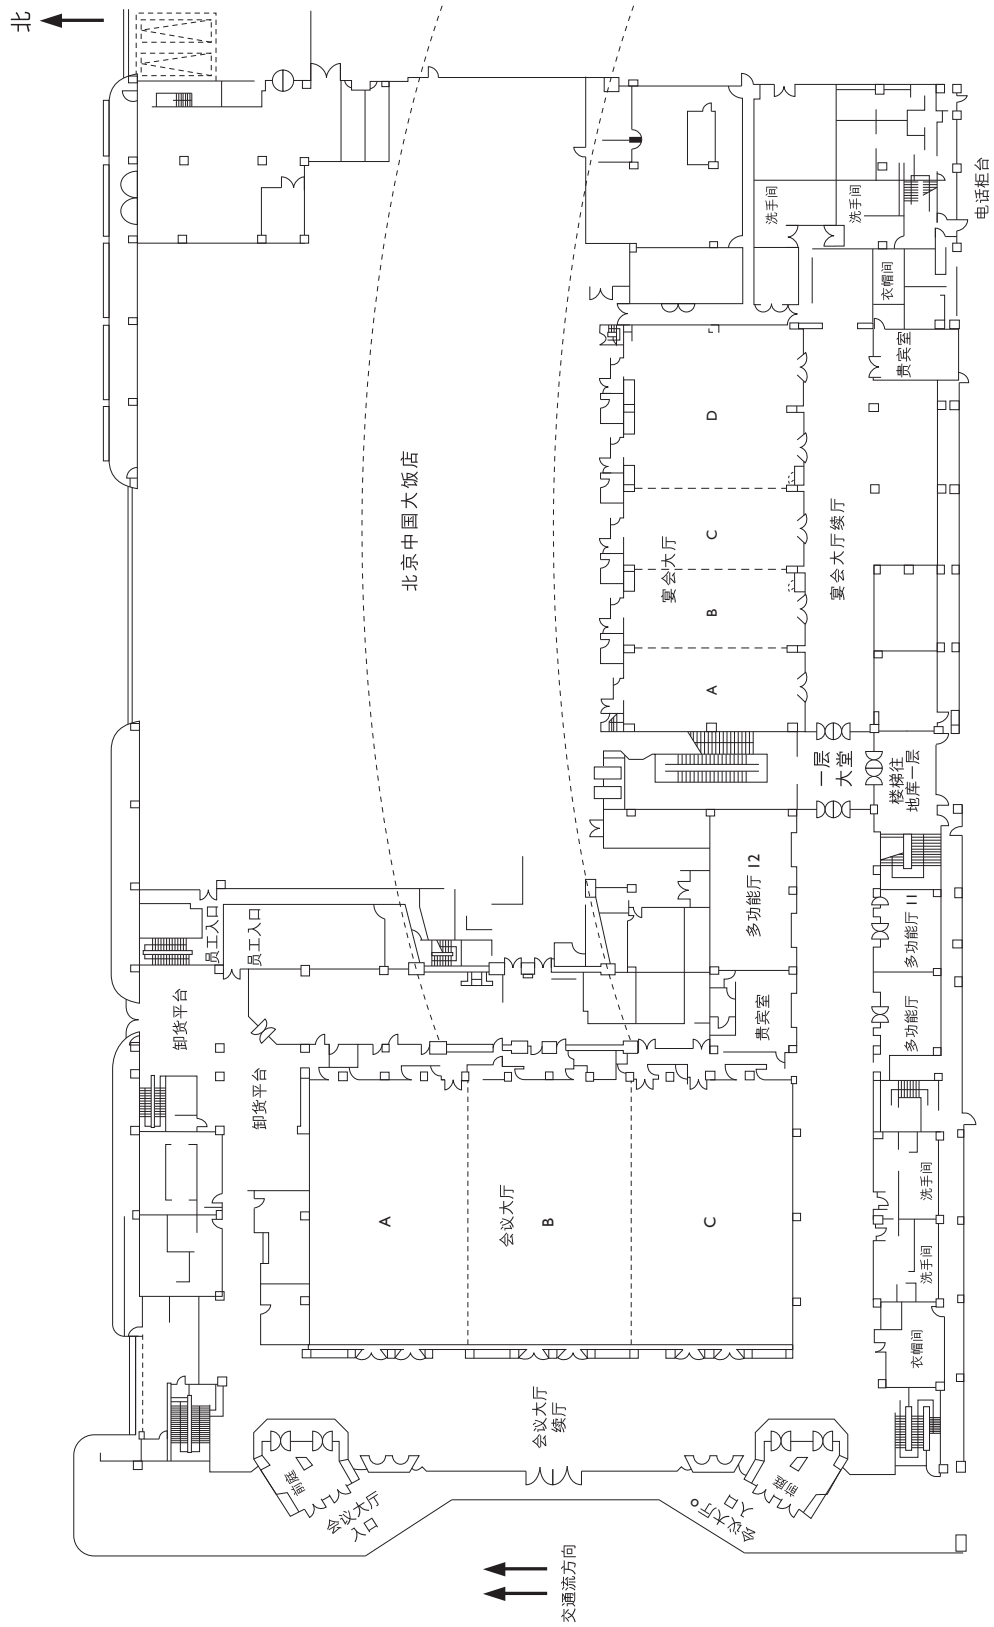 北
电话柜台
洗手间
洗手间
衣帽间
贵宾室
北京中国大饭店
D
C
B
A
宴会大厅
宴会大厅续厅
一层
大堂
楼梯往
地库一层
多功能厅 12
多功能厅 11
多功能厅
员工入口
员工入口
卸货平台
卸货平台
贵宾室
A
会议大厅
B
C
洗手间
洗手间
衣帽间
会议大厅
续厅
前庭
前庭
会议大厅
入口
会议大厅
入口
交通流方向